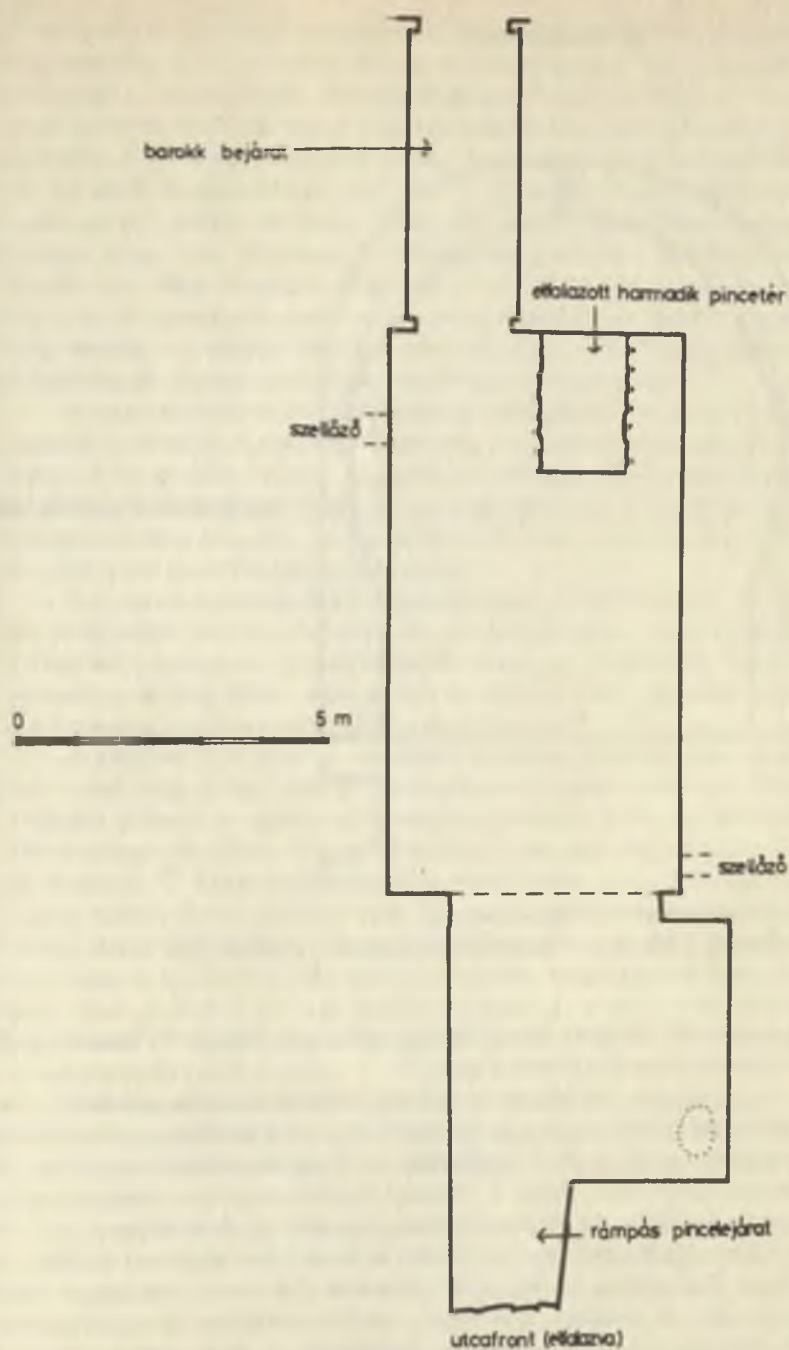 barokk bejárat
elfalazott harmadik pincetér
szellőző
0 5 m
szellőző
rámpás pincelejárat
utcafront (elfalazva)